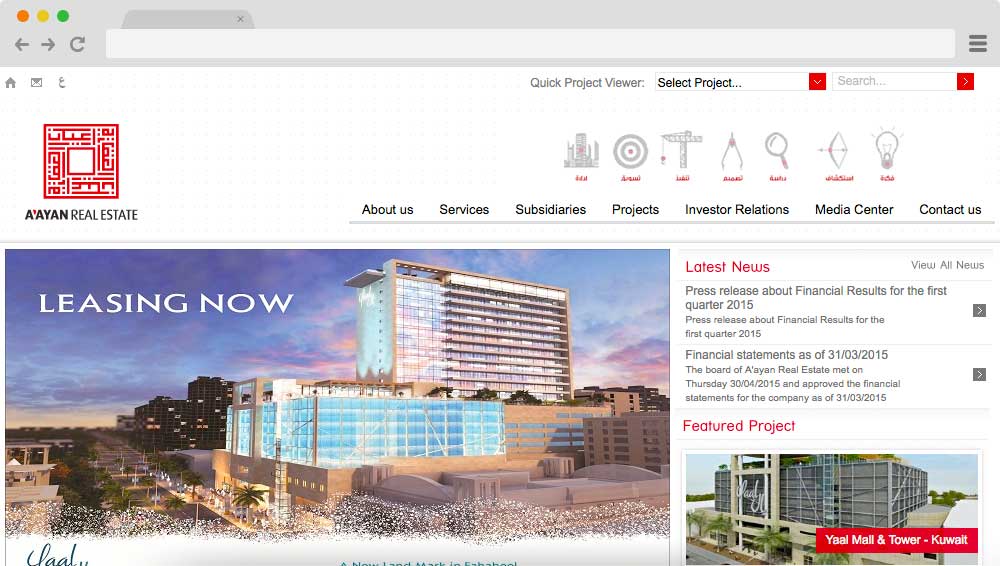 ع
Quick Project Viewer: Select Project... Search...
ادارة تسويق تنفيذ تصميم دراسة استكشاف فكرة
A'AYAN REAL ESTATE
About us Services Subsidiaries Projects Investor Relations Media Center Contact us
LEASING NOW
Latest News View All News
Press release about Financial Results for the first
quarter 2015
Press release about Financial Results for the
first quarter 2015
Financial statements as of 31/03/2015
The board of A'ayan Real Estate met on
Thursday 30/04/2015 and approved the financial
statements for the company as of 31/03/2015
Featured Project
Yaal
Yaal Mall & Tower - Kuwait
Yaal
A New Land Mark in Fahaheel